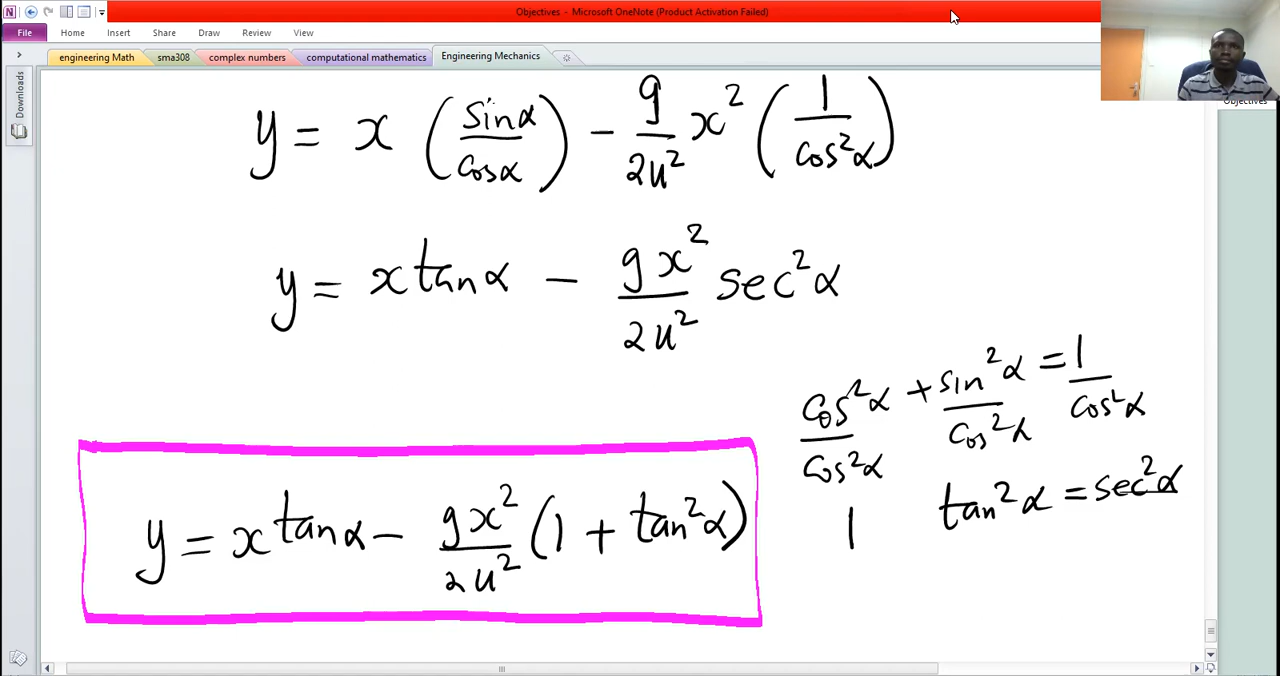 Objectives - Microsoft OneNote (Product Activation Failed)
File Home Insert Share Draw Review View
engineering Math sma308 complex numbers computational mathematics Engineering Mechanics
Downloads
Objectives
y = x (sinα/cosα) − g/2u² x² (1/cos²α)
y = x tanα − gx²/2u² sec²α
cos²α/cos²α + sin²α/cos²α = 1/cos²α
1 tan²α = sec²α
y = x tanα − gx²/2u² (1 + tan²α)